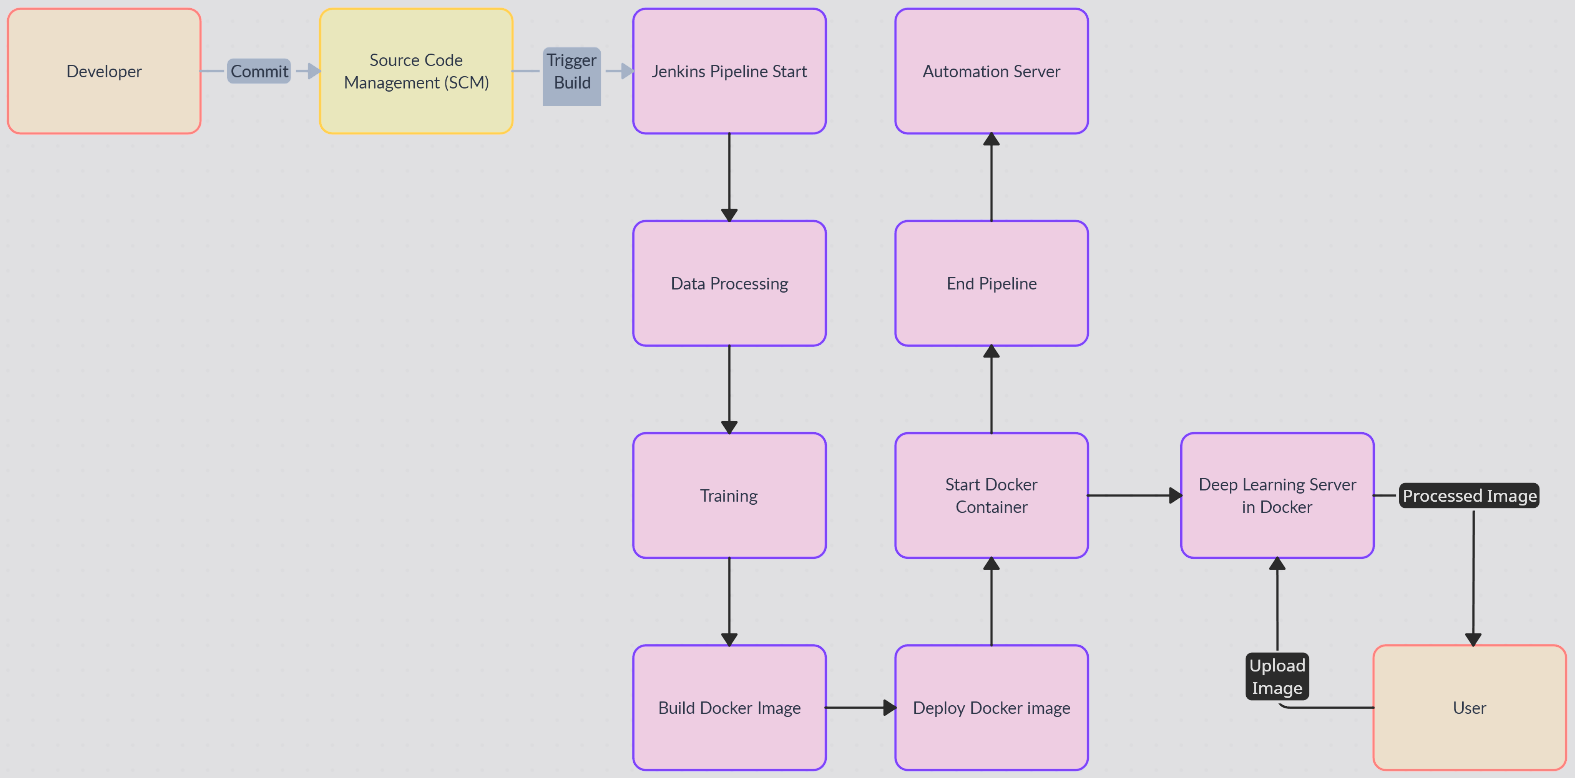 Developer
Commit
Source Code
Management (SCM)
Trigger
Build
Jenkins Pipeline Start
Automation Server
Data Processing
End Pipeline
Training
Start Docker
Container
Deep Learning Server
in Docker
Processed Image
Upload
Image
Build Docker Image
Deploy Docker image
User